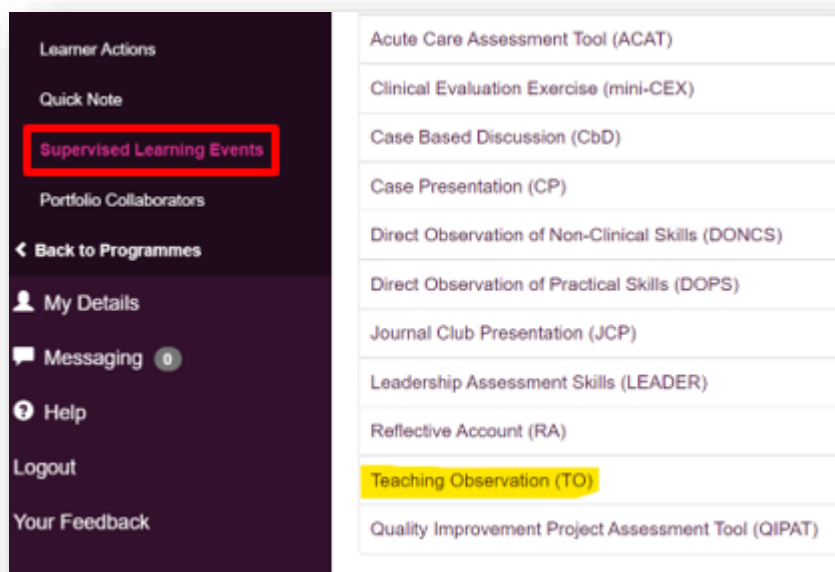 Learner Actions
Quick Note
Supervised Learning Events
Portfolio Collaborators
Back to Programmes
My Details
Messaging 0
Help
Logout
Your Feedback
Acute Care Assessment Tool (ACAT)
Clinical Evaluation Exercise (mini-CEX)
Case Based Discussion (CbD)
Case Presentation (CP)
Direct Observation of Non-Clinical Skills (DONCS)
Direct Observation of Practical Skills (DOPS)
Journal Club Presentation (JCP)
Leadership Assessment Skills (LEADER)
Reflective Account (RA)
Teaching Observation (TO)
Quality Improvement Project Assessment Tool (QIPAT)